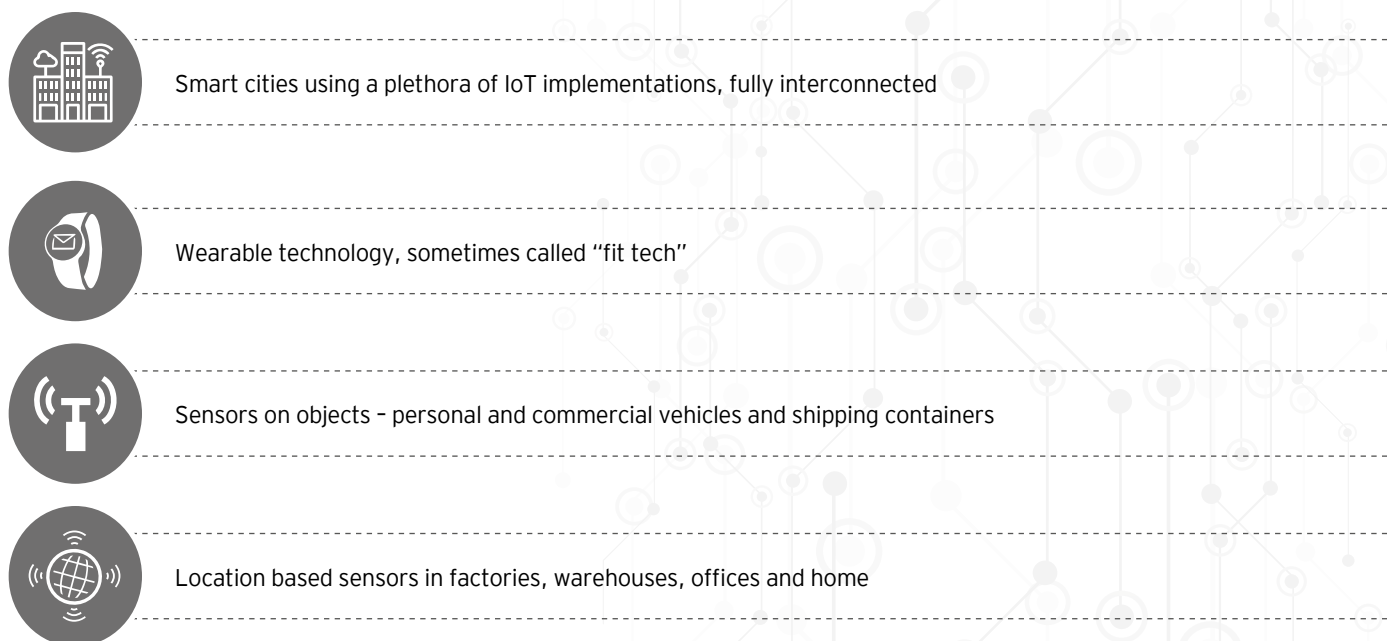 Smart cities using a plethora of IoT implementations, fully interconnected
Wearable technology, sometimes called “fit tech”
Sensors on objects – personal and commercial vehicles and shipping containers
Location based sensors in factories, warehouses, offices and home